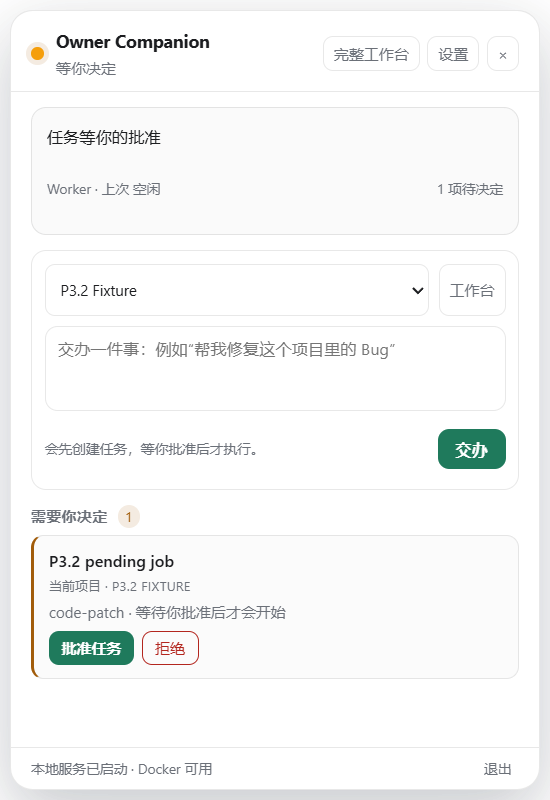 Owner Companion
等你决定
完整工作台
设置
×
任务等你的批准
Worker · 上次 空闲
1 项待决定
P3.2 Fixture
工作台
交办一件事：例如“帮我修复这个项目里的 Bug”
会先创建任务，等你批准后才执行。
交办
需要你决定 1
P3.2 pending job
当前项目 · P3.2 FIXTURE
code-patch · 等待你批准后才会开始
批准任务
拒绝
本地服务已启动 · Docker 可用
退出